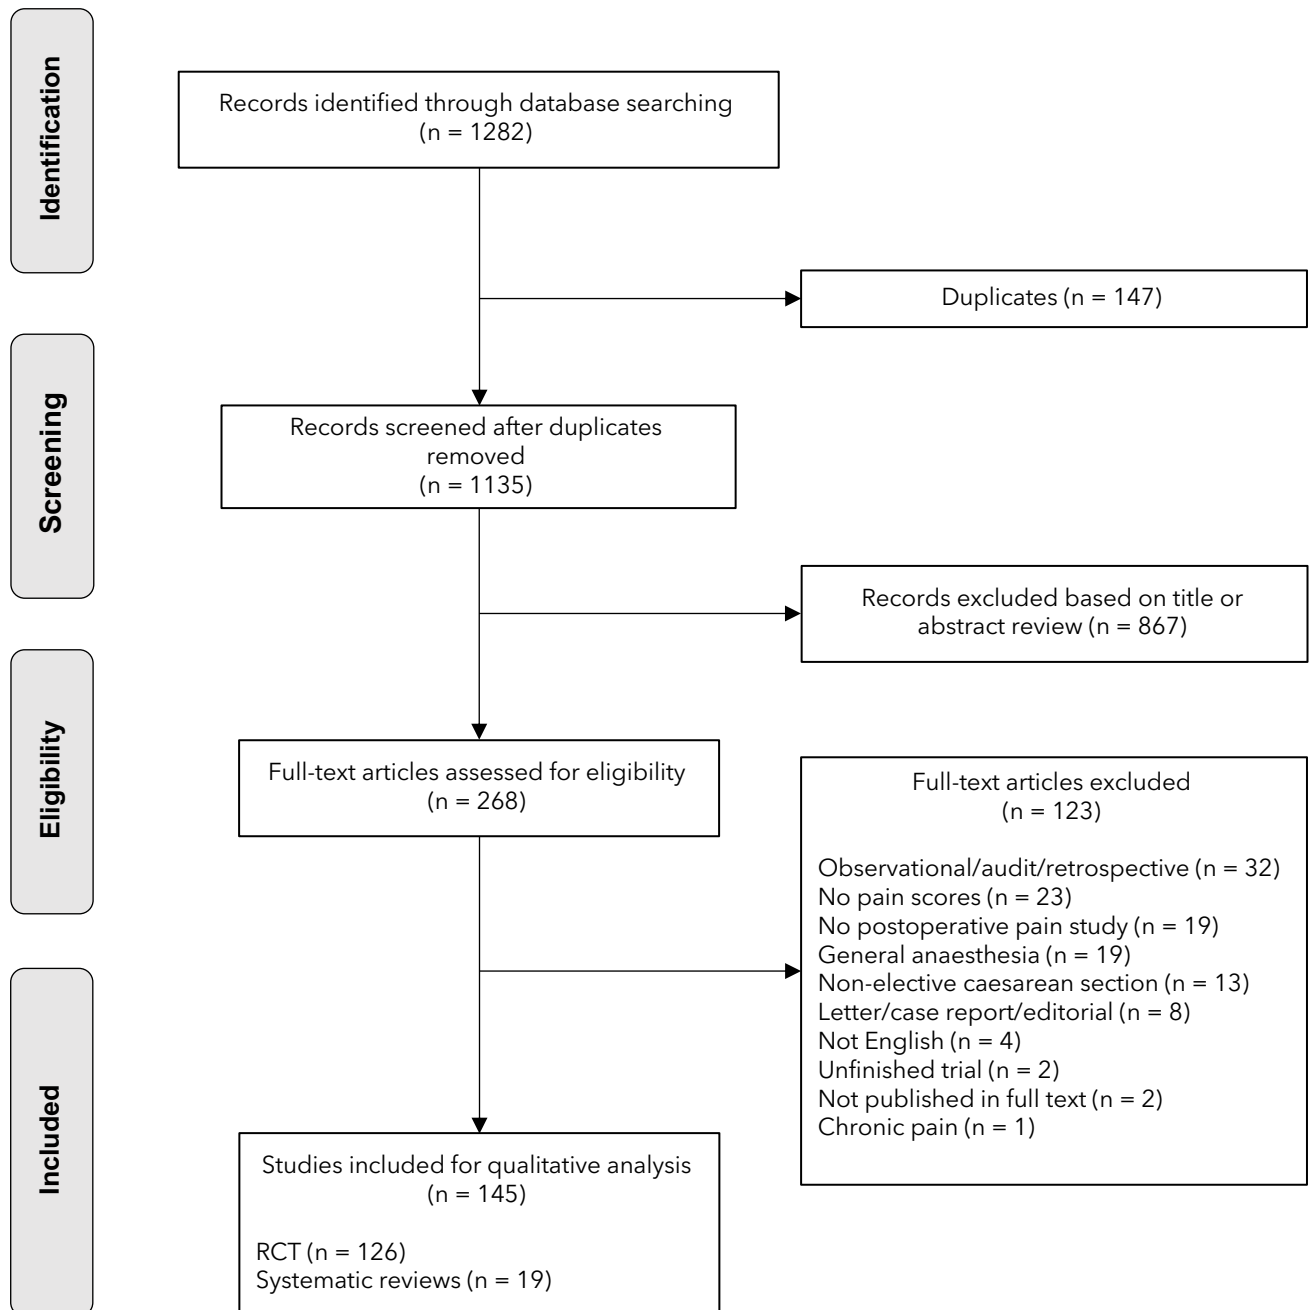 Identification
Records identified through database searching
(n = 1282)
Duplicates (n = 147)
Screening
Records screened after duplicates
removed
(n = 1135)
Records excluded based on title or
abstract review (n = 867)
Eligibility
Full-text articles assessed for eligibility
(n = 268)
Full-text articles excluded
(n = 123)
Observational/audit/retrospective (n = 32)
No pain scores (n = 23)
No postoperative pain study (n = 19)
General anaesthesia (n = 19)
Non-elective caesarean section (n = 13)
Letter/case report/editorial (n = 8)
Not English (n = 4)
Unfinished trial (n = 2)
Not published in full text (n = 2)
Chronic pain (n = 1)
Included
Studies included for qualitative analysis
(n = 145)
RCT (n = 126)
Systematic reviews (n = 19)